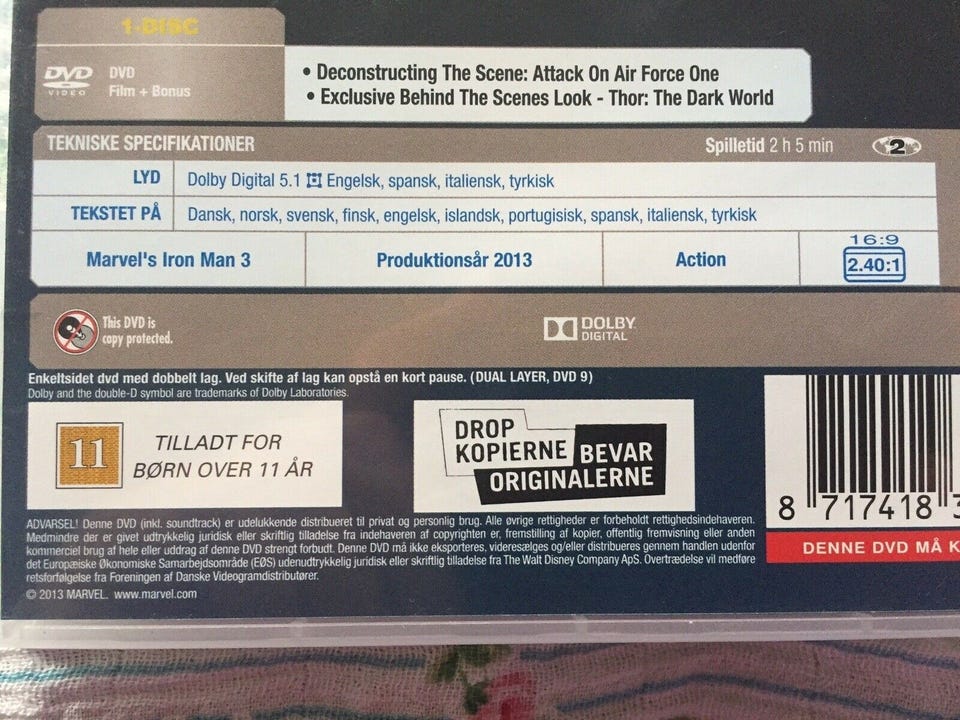 1-DISC
DVD
VIDEO
DVD
Film + Bonus
• Deconstructing The Scene: Attack On Air Force One
• Exclusive Behind The Scenes Look - Thor: The Dark World
TEKNISKE SPECIFIKATIONER
Spilletid 2 h 5 min
2
LYD
Dolby Digital 5.1 Engelsk, spansk, italiensk, tyrkisk
TEKSTET PÅ
Dansk, norsk, svensk, finsk, engelsk, islandsk, portugisisk, spansk, italiensk, tyrkisk
Marvel's Iron Man 3
Produktionsår 2013
Action
16:9
2.40:1
This DVD is
copy protected.
DOLBY
DIGITAL
Enkeltsidet dvd med dobbelt lag. Ved skifte af lag kan opstå en kort pause. (DUAL LAYER, DVD 9)
Dolby and the double-D symbol are trademarks of Dolby Laboratories.
11
TILLADT FOR
BØRN OVER 11 ÅR
DROP
KOPIERNE
BEVAR
ORIGINALERNE
8 717418 3
DENNE DVD MÅ K
ADVARSEL! Denne DVD (inkl. soundtrack) er udelukkende distribueret til privat og personlig brug. Alle øvrige rettigheder er forbeholdt rettighedsindehaveren.
Medmindre der er givet udtrykkelig juridisk eller skriftlig tilladelse fra indehaveren af copyrighten er, fremstilling af kopier, offentlig fremvisning eller anden
kommerciel brug af hele eller uddrag af denne DVD strengt forbudt. Denne DVD må ikke eksporteres, videresælges og/eller distribueres gennem handlen udenfor
det Europæiske Økonomiske Samarbejdsområde (EØS) udenudtrykkelig juridisk eller skriftlig tilladelse fra The Walt Disney Company ApS. Overtrædelse vil medføre
retsforfølgelse fra Foreningen af Danske Videogramdistributører.
© 2013 MARVEL. www.marvel.com